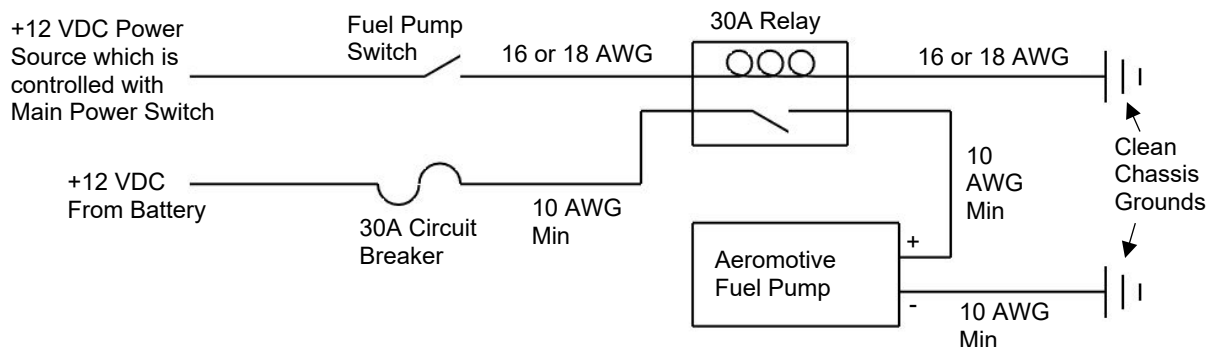 +12 VDC Power
Source which is
controlled with
Main Power Switch
Fuel Pump
Switch
16 or 18 AWG
30A Relay
16 or 18 AWG
+12 VDC
From Battery
30A Circuit
Breaker
10 AWG
Min
10
AWG
Min
Clean
Chassis
Grounds
Aeromotive
Fuel Pump
+
-
10 AWG
Min